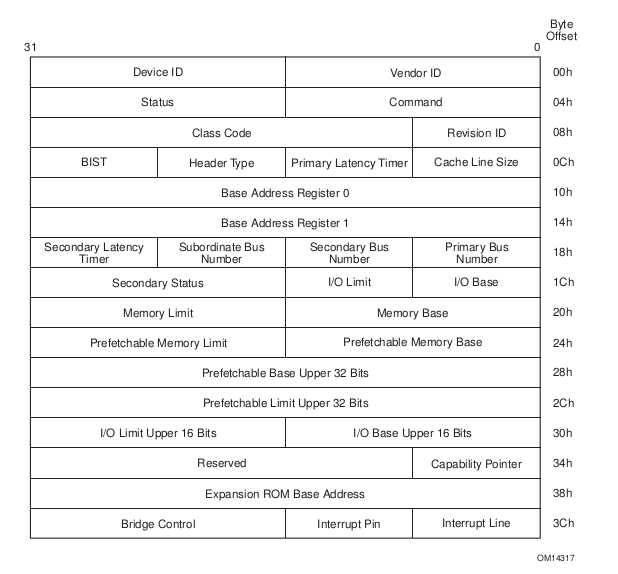 Byte
Offset
31 0
Device ID Vendor ID 00h
Status Command 04h
Class Code Revision ID 08h
BIST Header Type Primary Latency Timer Cache Line Size 0Ch
Base Address Register 0 10h
Base Address Register 1 14h
Secondary Latency Timer Subordinate Bus Number Secondary Bus Number Primary Bus Number 18h
Secondary Status I/O Limit I/O Base 1Ch
Memory Limit Memory Base 20h
Prefetchable Memory Limit Prefetchable Memory Base 24h
Prefetchable Base Upper 32 Bits 28h
Prefetchable Limit Upper 32 Bits 2Ch
I/O Limit Upper 16 Bits I/O Base Upper 16 Bits 30h
Reserved Capability Pointer 34h
Expansion ROM Base Address 38h
Bridge Control Interrupt Pin Interrupt Line 3Ch
OM14317